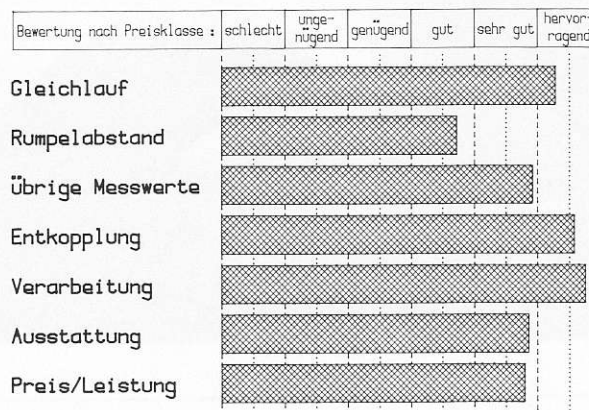 Bewertung nach Preisklasse : schlecht unge-nügend genügend gut sehr gut hervor-ragend
Gleichlauf
Rumpelabstand
Übrige Messwerte
Entkopplung
Verarbeitung
Ausstattung
Preis/Leistung